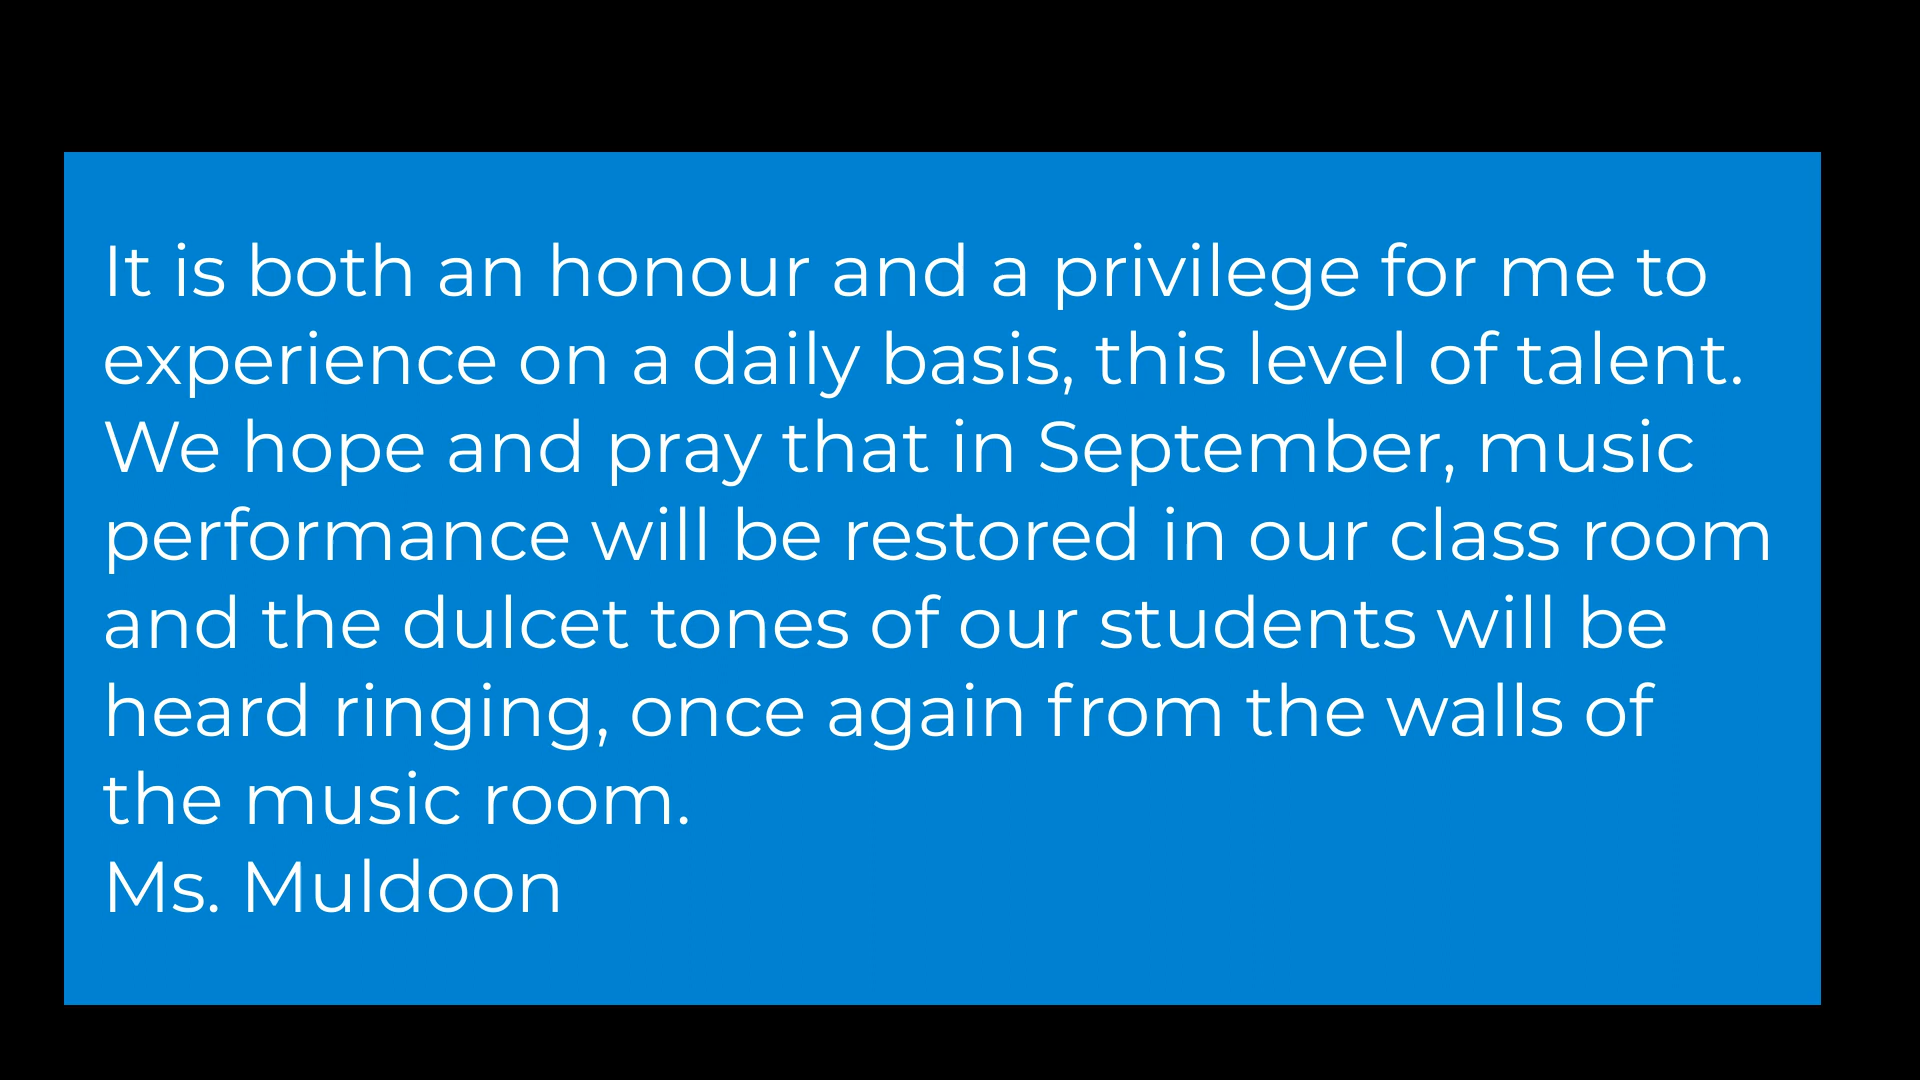 It is both an honour and a privilege for me to
experience on a daily basis, this level of talent.
We hope and pray that in September, music
performance will be restored in our class room
and the dulcet tones of our students will be
heard ringing, once again from the walls of
the music room.
Ms. Muldoon